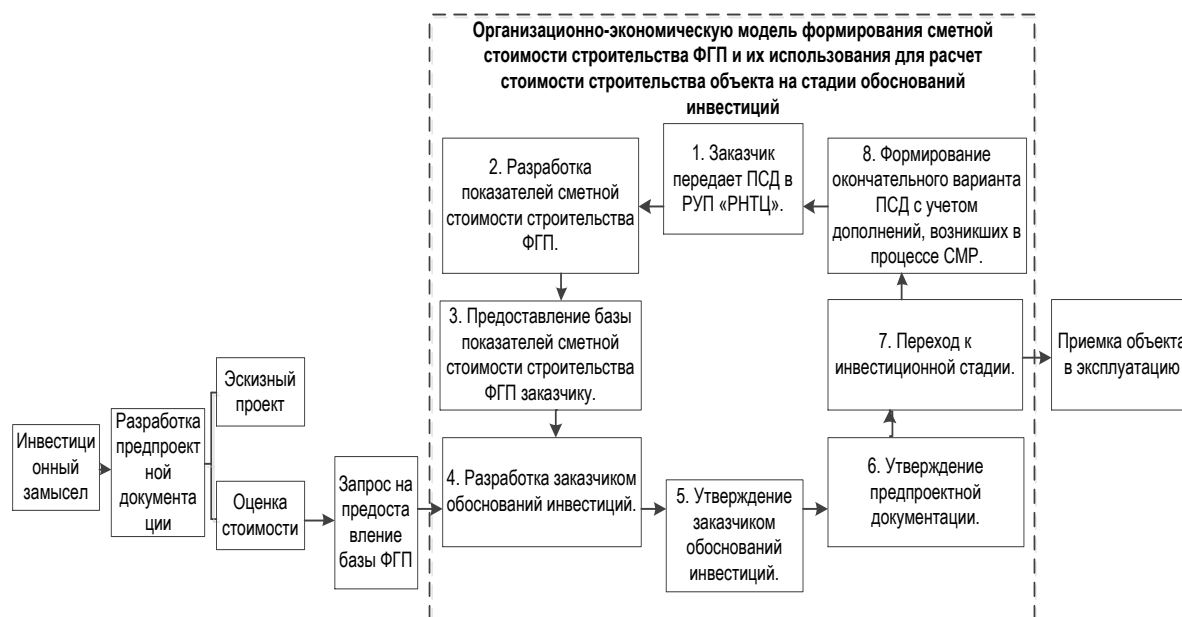 Организационно-экономическую модель формирования сметной
стоимости строительства ФГП и их использования для расчет
стоимости строительства объекта на стадии обоснований
инвестиций
1. Заказчик
передает ПСД в
РУП «РНТЦ».
2. Разработка
показателей сметной
стоимости строительства
ФГП.
3. Предоставление базы
показателей сметной
стоимости строительства
ФГП заказчику.
4. Разработка заказчиком
обоснований инвестиций.
5. Утверждение
заказчиком
обоснований
инвестиций.
6. Утверждение
предпроектной
документации.
7. Переход к
инвестиционной стадии.
8. Формирование
окончательного варианта
ПСД с учетом
дополнений, возникших в
процессе СМР.
Приемка объекта
в эксплуатацию
Инвестици
онный
замысел
Разработка
предпроект
ной
документа
ции
Эскизный
проект
Оценка
стоимости
Запрос на
предоста
вление
базы ФГП